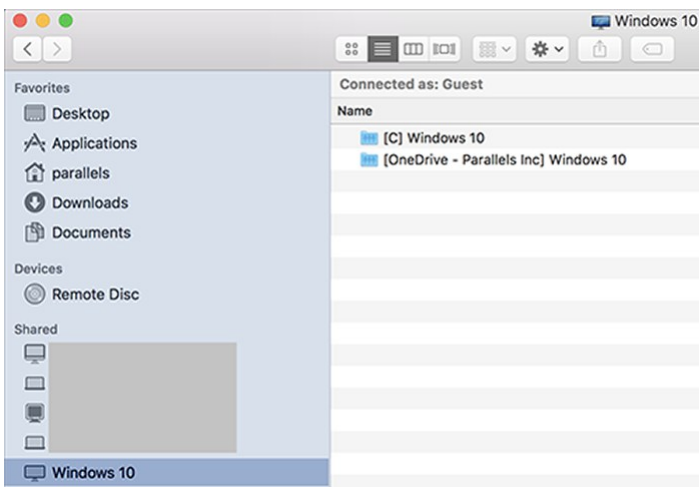 Windows 10
Favorites
Desktop
Applications
parallels
Downloads
Documents
Devices
Remote Disc
Shared
Windows 10
Connected as: Guest
Name
[C] Windows 10
[OneDrive - Parallels Inc] Windows 10